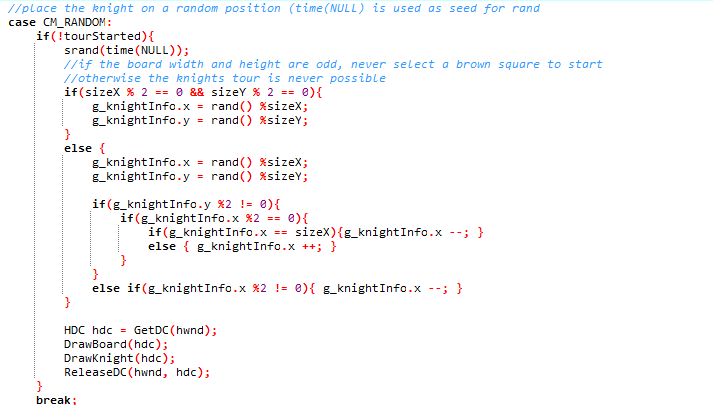 //place the knight on a random position (time(NULL) is used as seed for rand
case CM_RANDOM:
    if(!tourStarted){
        srand(time(NULL));
        //if the board width and height are odd, never select a brown square to start
        //otherwise the knights tour is never possible
        if(sizeX % 2 == 0 && sizeY % 2 == 0){
            g_knightInfo.x = rand() %sizeX;
            g_knightInfo.y = rand() %sizeY;
        }
        else {
            g_knightInfo.x = rand() %sizeX;
            g_knightInfo.y = rand() %sizeY;

            if(g_knightInfo.y %2 != 0){
                if(g_knightInfo.x %2 == 0){
                    if(g_knightInfo.x == sizeX){g_knightInfo.x --; }
                    else { g_knightInfo.x ++; }
                }
            }
            else if(g_knightInfo.x %2 != 0){ g_knightInfo.x --; }
        }

        HDC hdc = GetDC(hwnd);
        DrawBoard(hdc);
        DrawKnight(hdc);
        ReleaseDC(hwnd, hdc);
    }
    break;